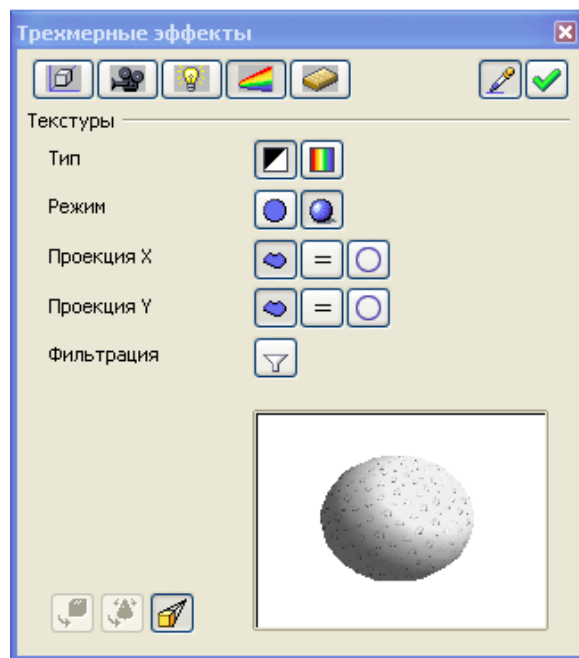 Трехмерные эффекты
Текстуры
Тип
Режим
Проекция X
Проекция Y
Фильтрация